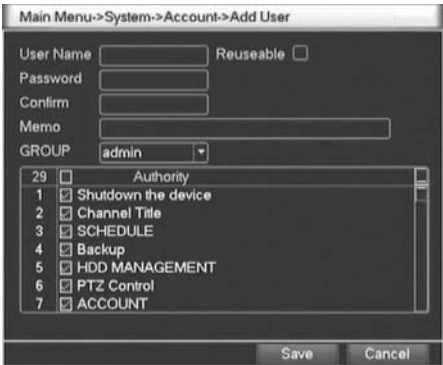 Main Menu->System->Account->Add User
User Name Reuseable
Password
Confirm
Memo
GROUP admin
29 Authority
1 Shutdown the device
2 Channel Title
3 SCHEDULE
4 Backup
5 HDD MANAGEMENT
6 PTZ Control
7 ACCOUNT
Save Cancel